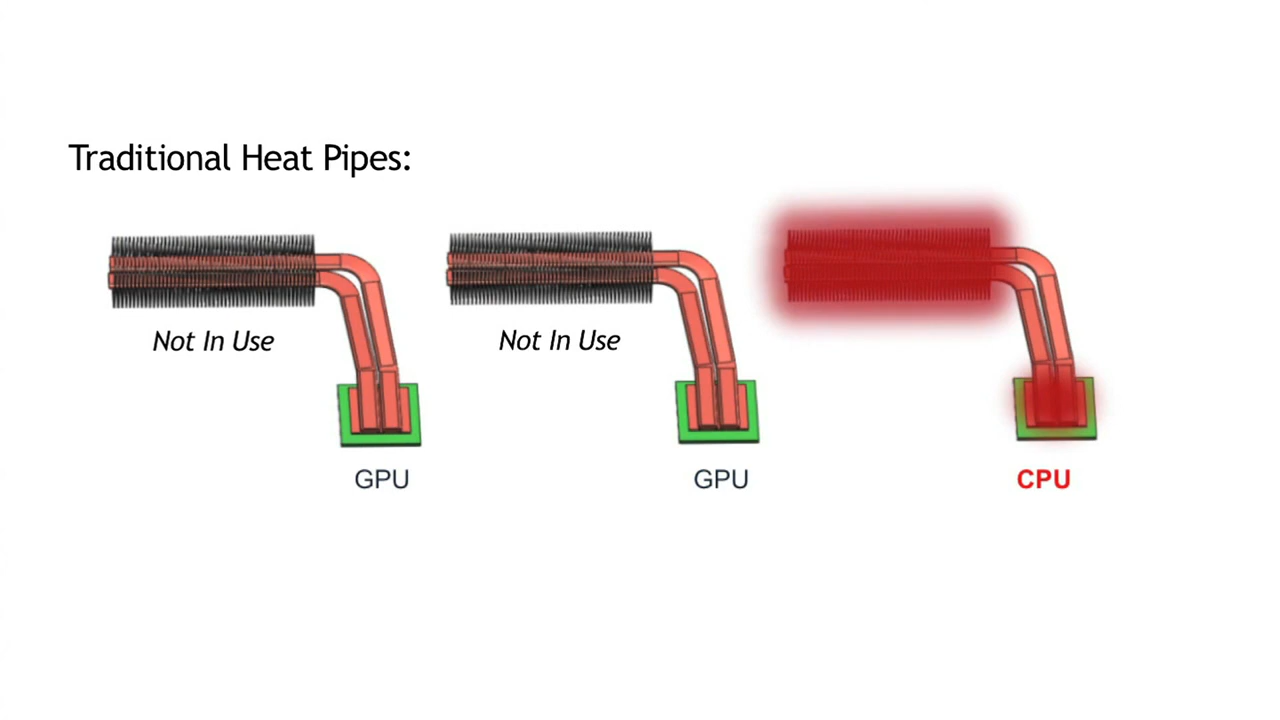 Traditional Heat Pipes:
Not In Use
Not In Use
GPU
GPU
CPU